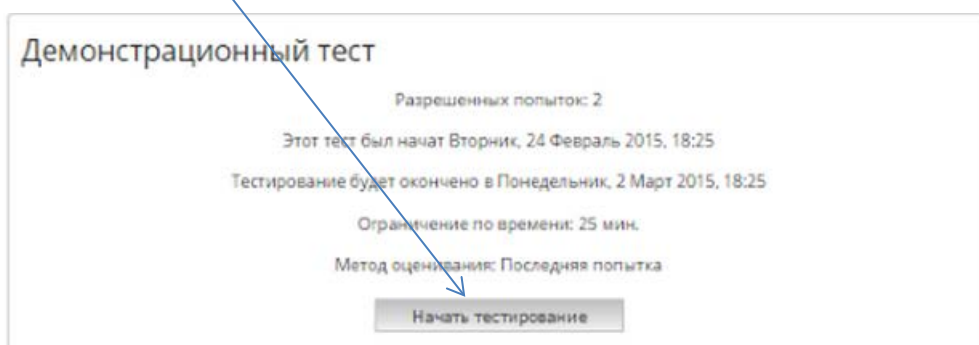 Демонстрационный тест
Разрешенных попыток: 2
Этот тест был начат Вторник, 24 Февраль 2015, 18:25
Тестирование будет окончено в Понедельник, 2 Март 2015, 18:25
Ограничение по времени: 25 мин.
Метод оценивания: Последняя попытка
Начать тестирование